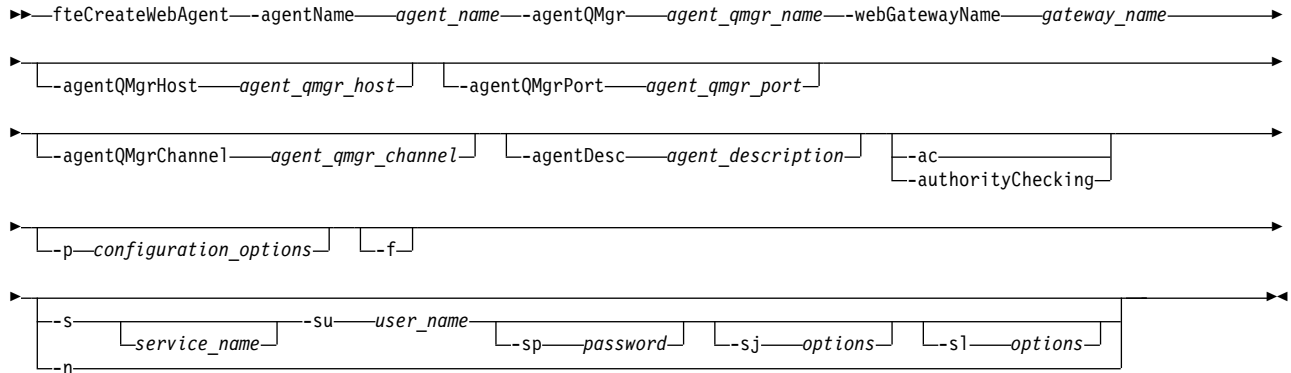 fteCreateWebAgent -agentName agent_name -agentQMgr agent_qmgr_name -webGatewayName gateway_name
-agentQMgrHost agent_qmgr_host -agentQMgrPort agent_qmgr_port
-agentQMgrChannel agent_qmgr_channel -agentDesc agent_description -ac
-authorityChecking
-p configuration_options -f
-s service_name -su user_name -sp password -sj options -sl options
-n